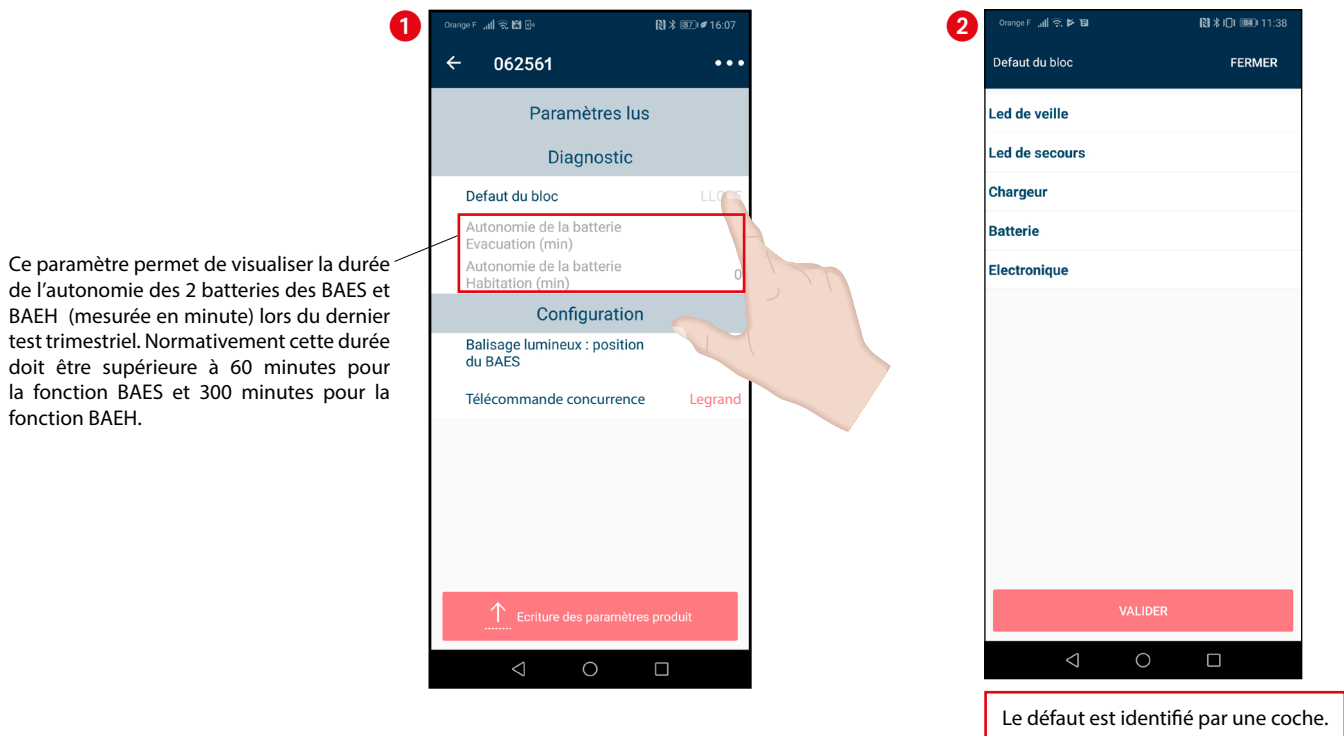 1
Orange F 87 16:07
062561
Paramètres lus
Diagnostic
Defaut du bloc
Autonomie de la batterie
Evacuation (min)
Autonomie de la batterie
Habitation (min) 0
Configuration
Balisage lumineux : position
du BAES
Télécommande concurrence Legrand
Ecriture des paramètres produit
Ce paramètre permet de visualiser la durée
de l'autonomie des 2 batteries des BAES et
BAEH (mesurée en minute) lors du dernier
test trimestriel. Normativement cette durée
doit être supérieure à 60 minutes pour
la fonction BAES et 300 minutes pour la
fonction BAEH.
2
Orange F 84 11:38
Defaut du bloc FERMER
Led de veille
Led de secours
Chargeur
Batterie
Electronique
VALIDER
Le défaut est identifié par une coche.